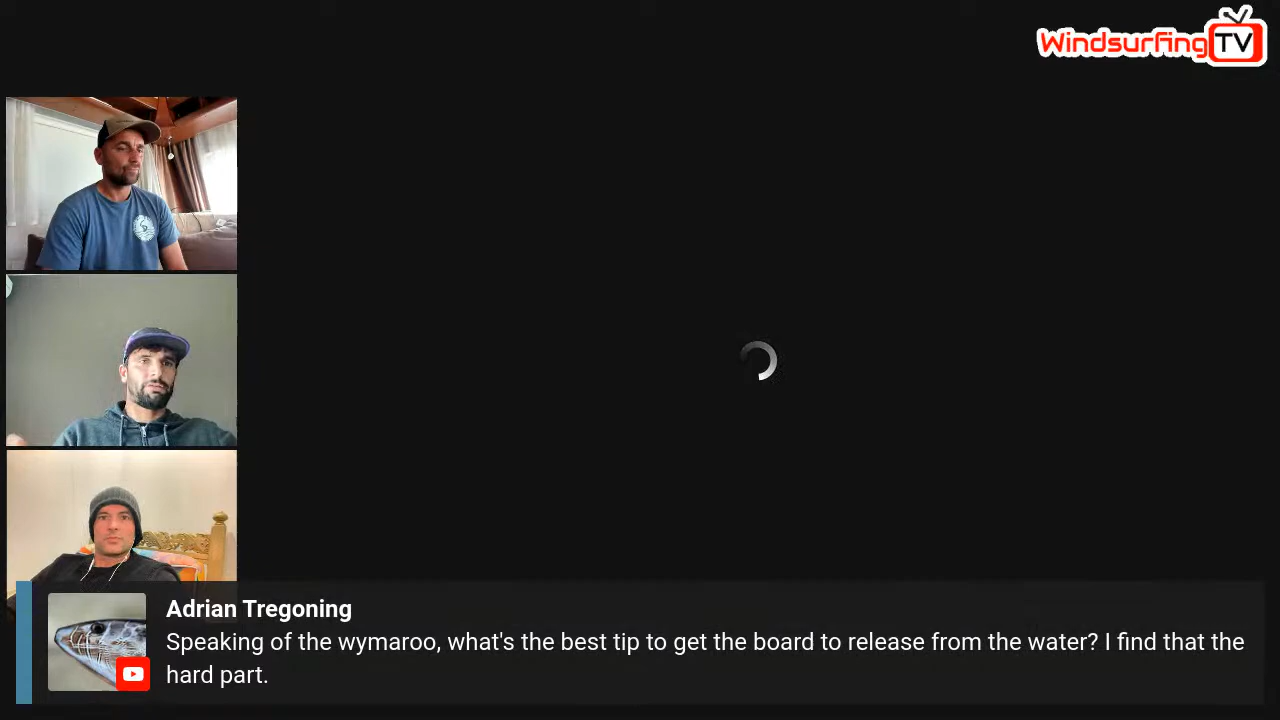 Windsurfing TV
Adrian Tregoning
Speaking of the wymaroo, what's the best tip to get the board to release from the water? I find that the
hard part.